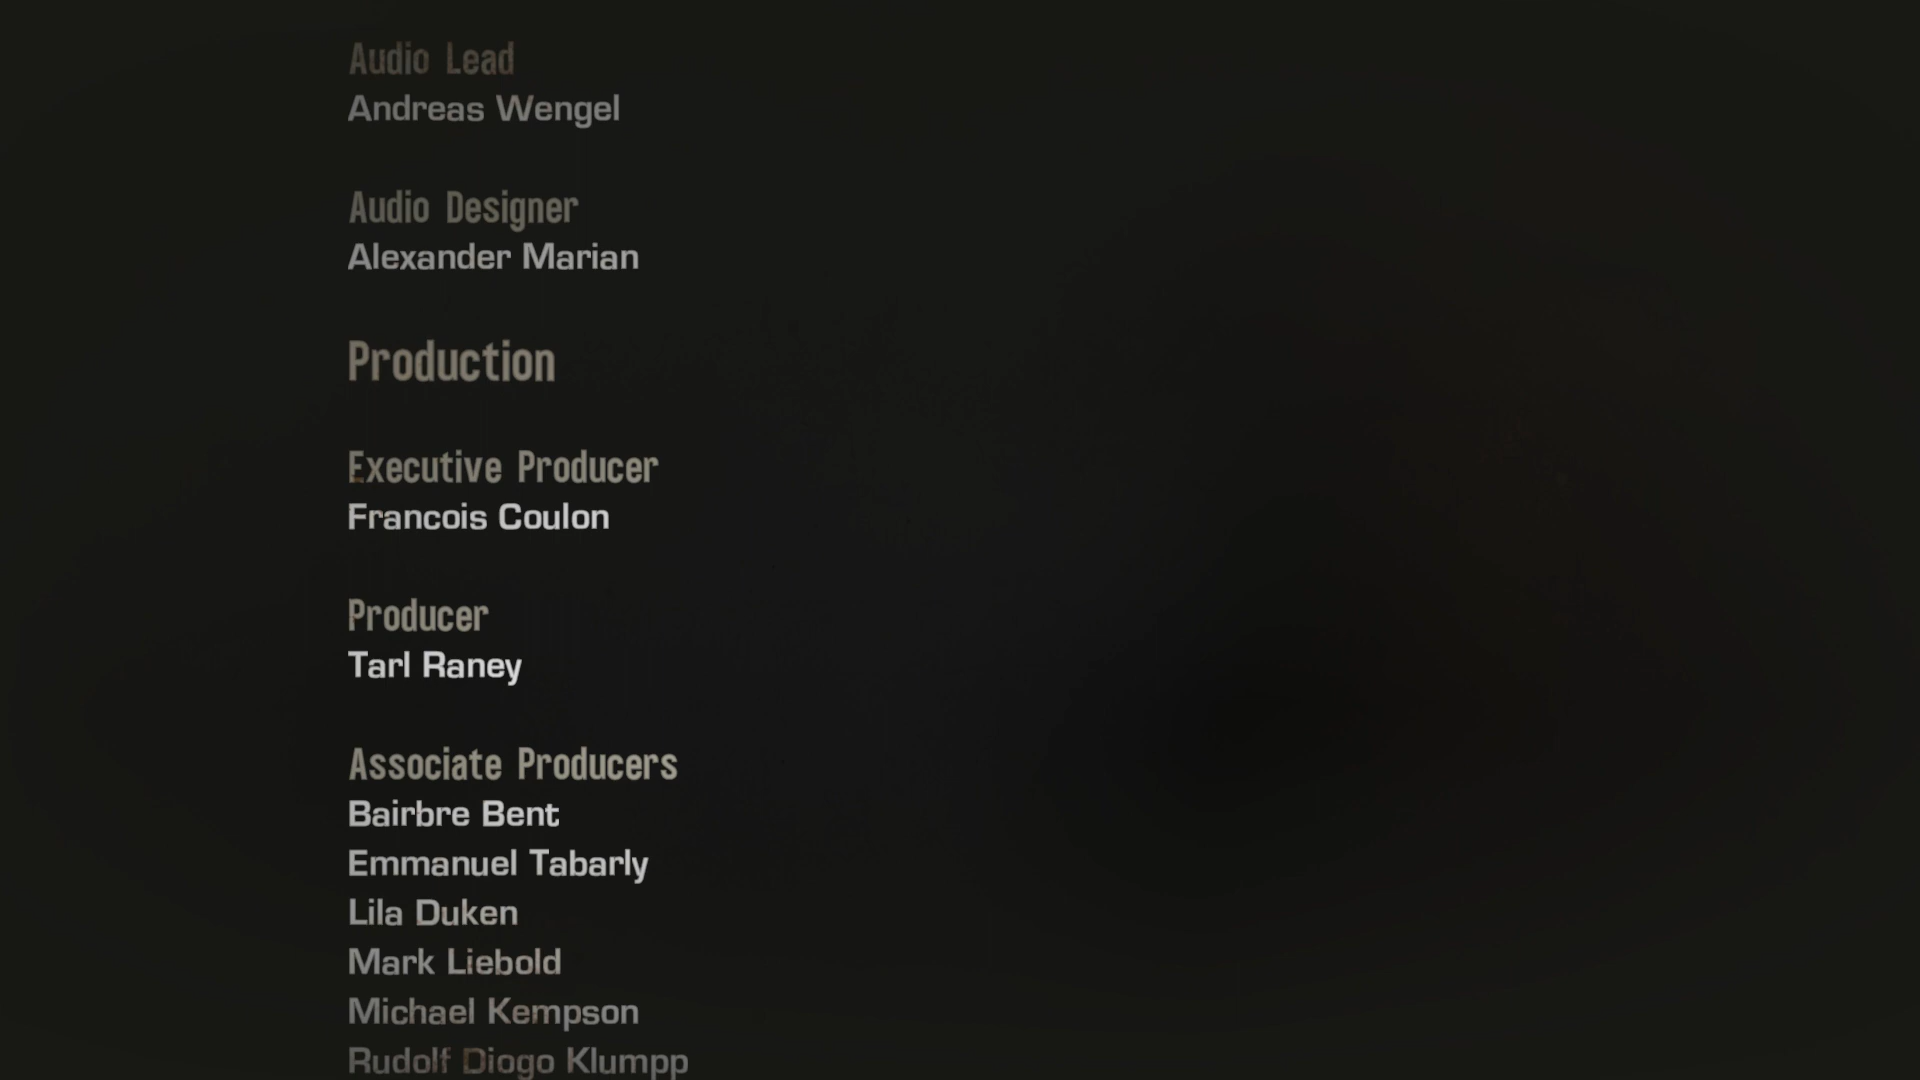 Audio Lead
Andreas Wengel
Audio Designer
Alexander Marian
Production
Executive Producer
Francois Coulon
Producer
Tarl Raney
Associate Producers
Bairbre Bent
Emmanuel Tabarly
Lila Duken
Mark Liebold
Michael Kempson
Rudolf Diogo Klumpp